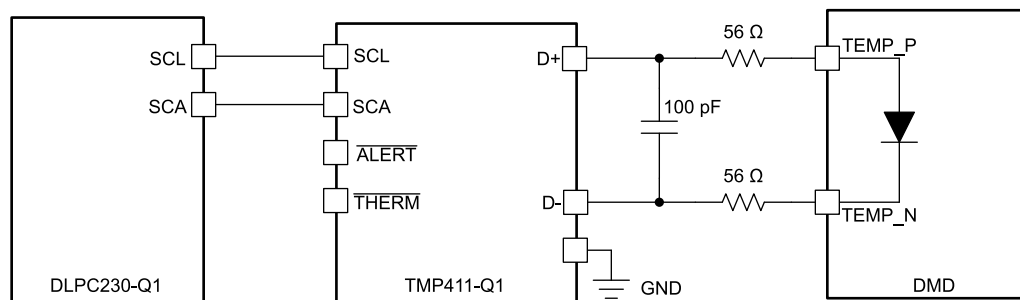 SCL
SCA
DLPC230-Q1
SCL
SCA
ALERT
THERM
D+
D-
GND
TMP411-Q1
56 Ω
100 pF
56 Ω
TEMP_P
TEMP_N
DMD